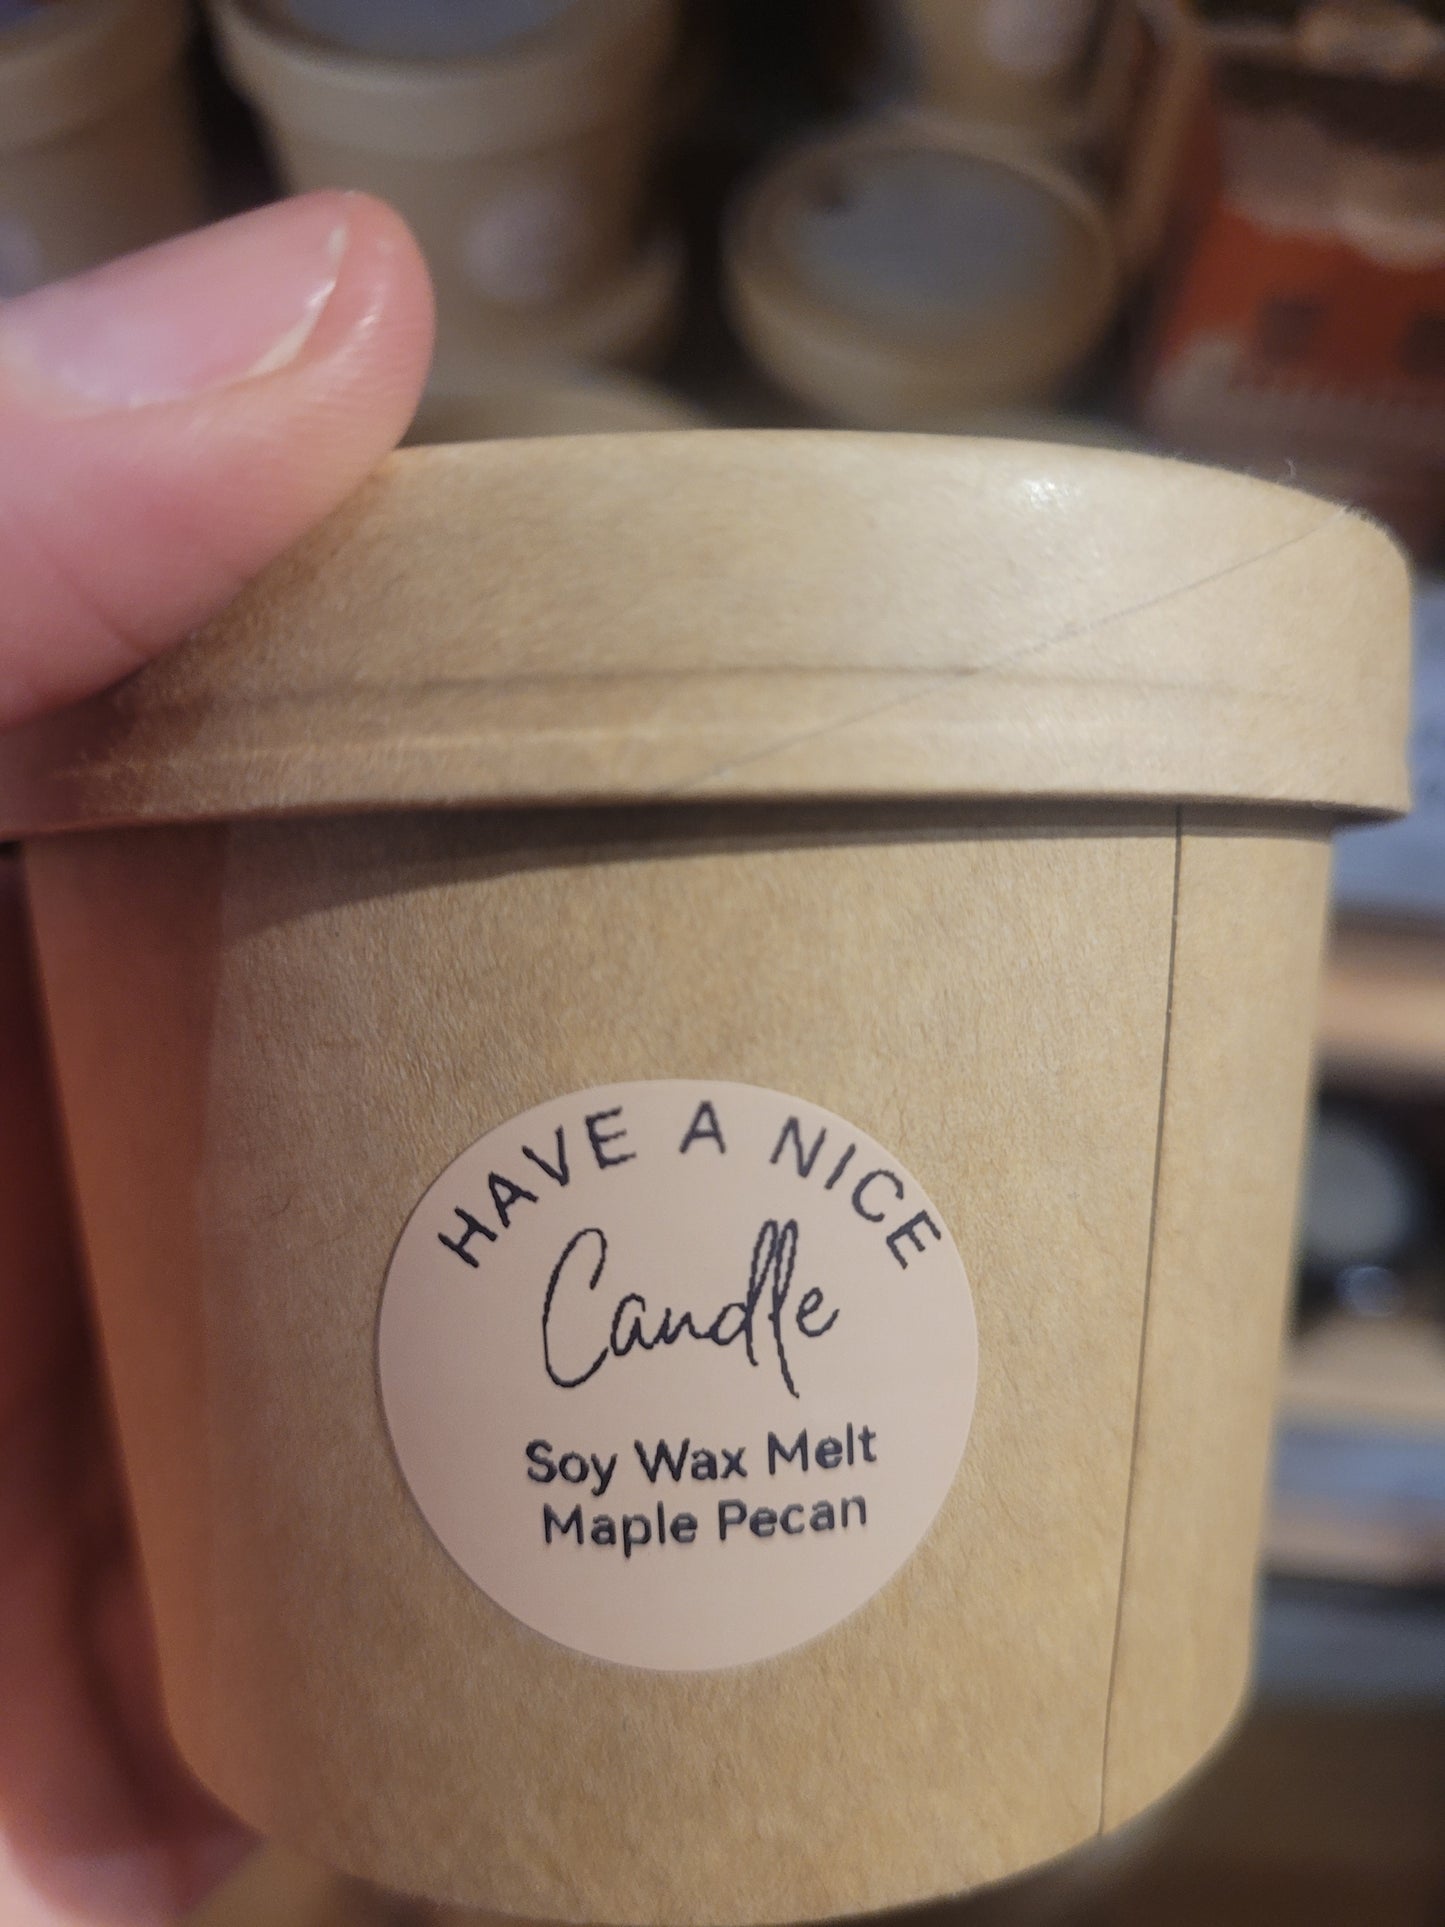 HAVE A NICE
Candle
Soy Wax Melt
Maple Pecan